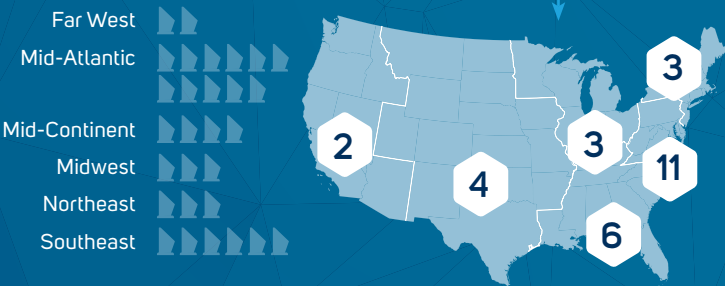 Far West
Mid-Atlantic
Mid-Continent
Midwest
Northeast
Southeast
3
2
3
4
11
6